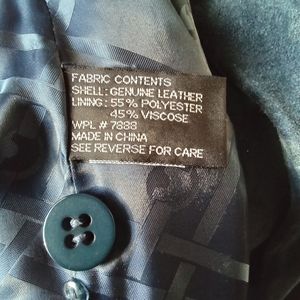 FABRIC CONTENTS
SHELL: GENUINE LEATHER
LINING: 55% POLYESTER
45% VISCOSE
WPL # 7888
MADE IN CHINA
SEE REVERSE FOR CARE